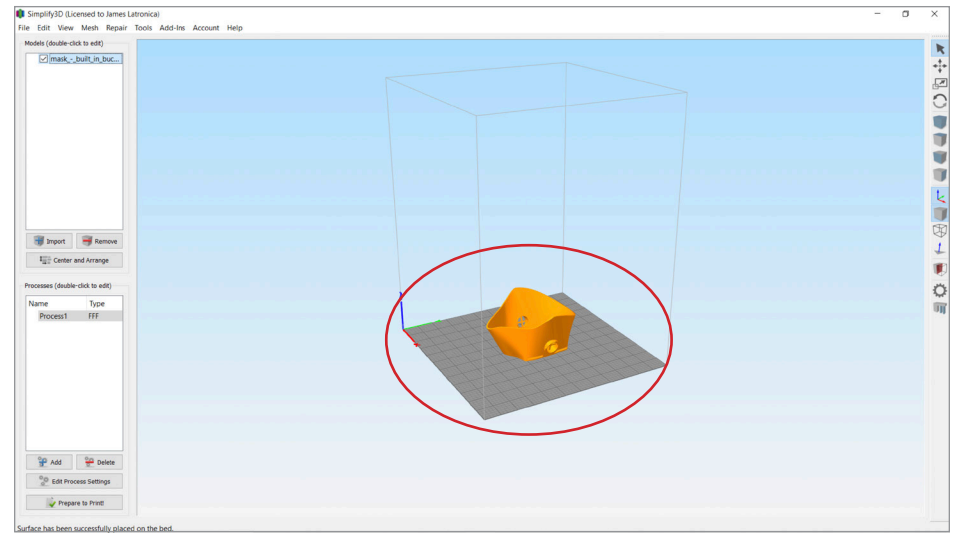 Simplify3D (Licensed to James Latronica)
File Edit View Mesh Repair Tools Add-Ins Account Help
Models (double-click to edit)
mask_-_built_in_buc...
Import Remove
Center and Arrange
Processes (double-click to edit)
Name Type
Process1 FFF
Add Delete
Edit Process Settings
Prepare to Print!
Surface has been successfully placed on the bed.